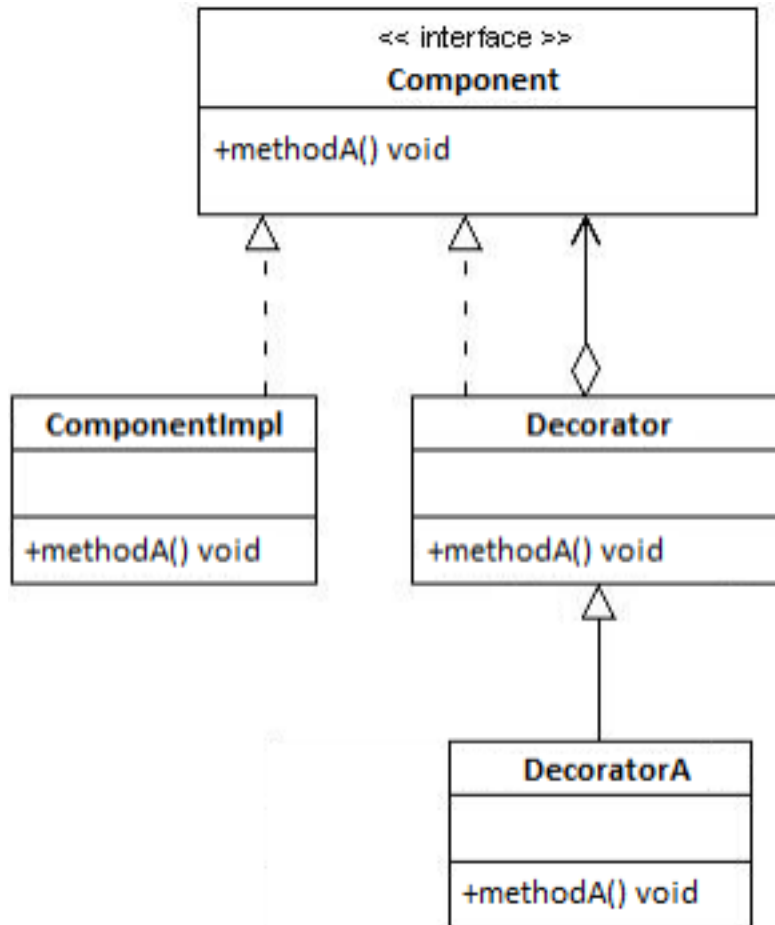 << interface >>
Component
+methodA() void
ComponentImpl
+methodA() void
Decorator
+methodA() void
DecoratorA
+methodA() void